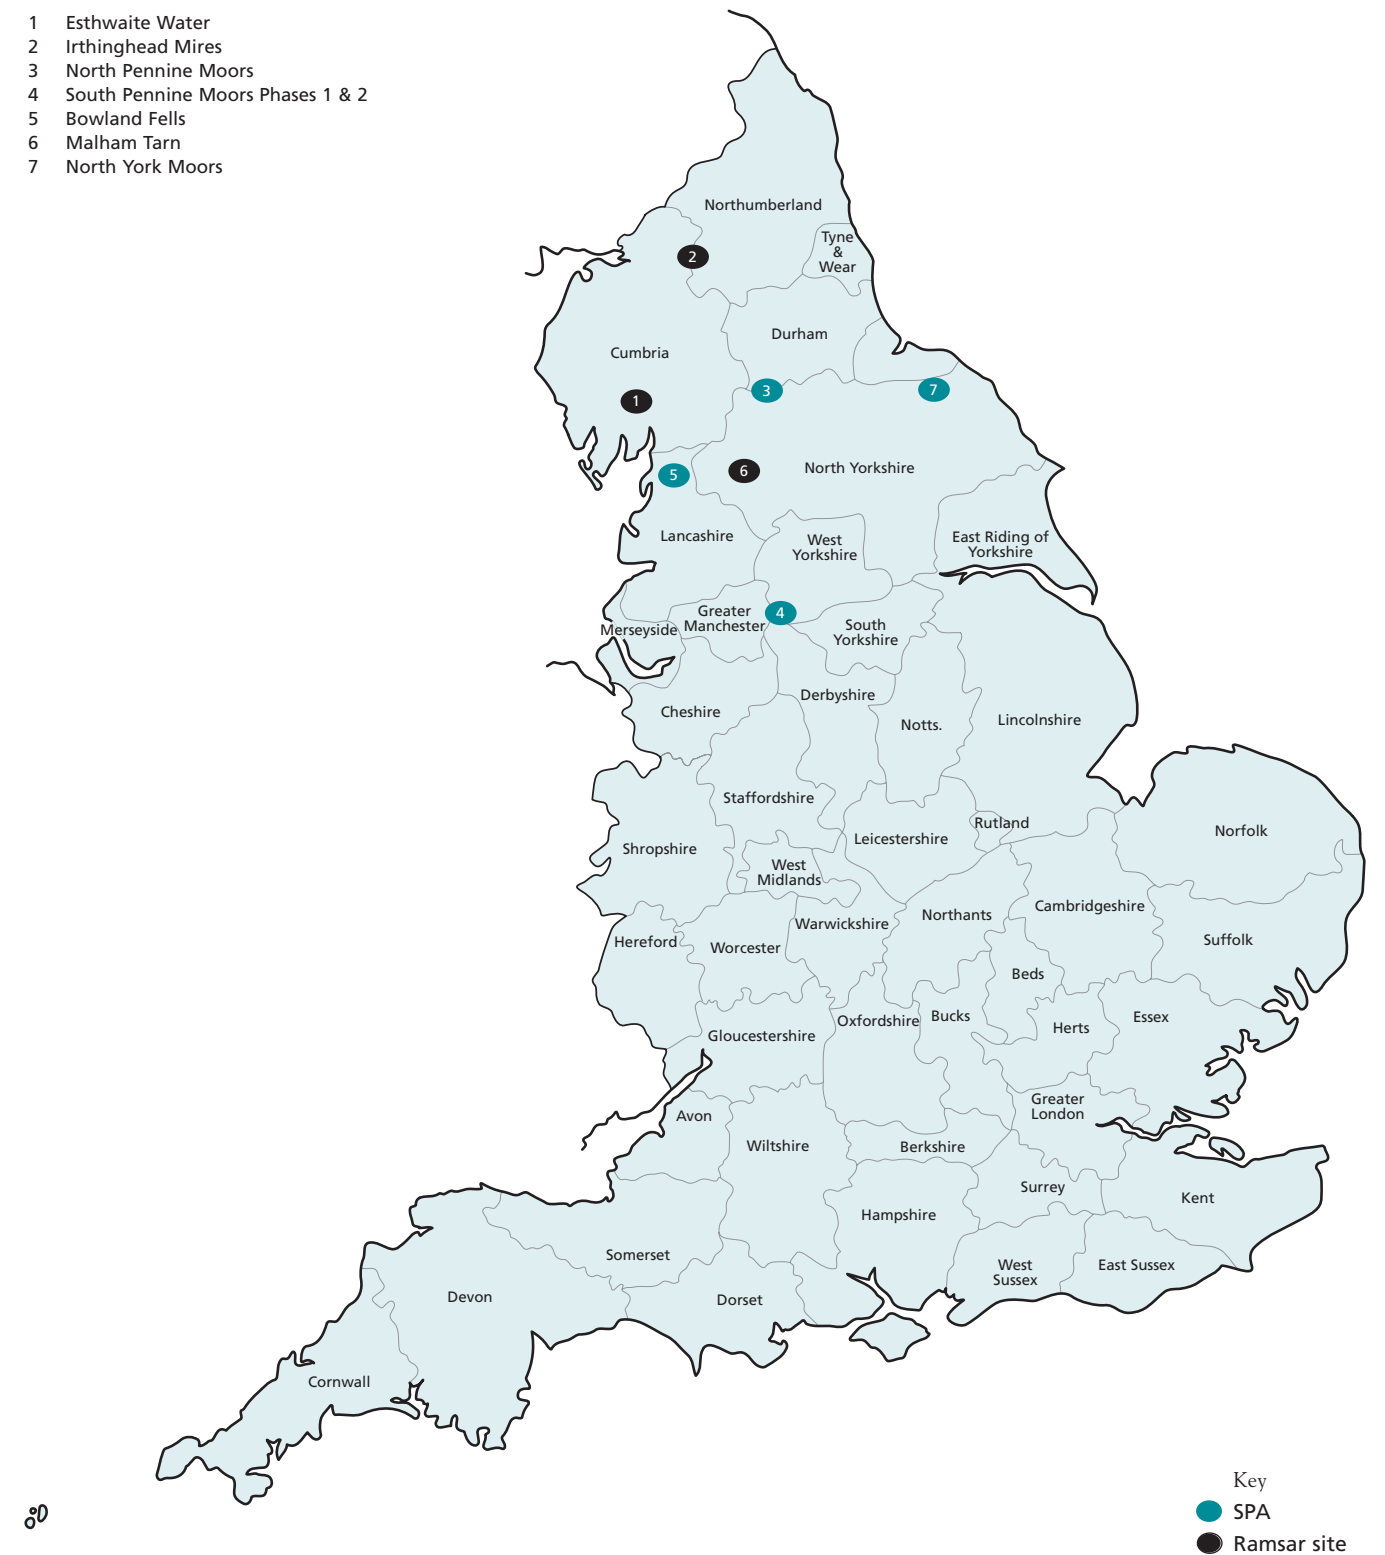 1 Esthwaite Water
2 Irthinghead Mires
3 North Pennine Moors
4 South Pennine Moors Phases 1 & 2
5 Bowland Fells
6 Malham Tarn
7 North York Moors
Northumberland
Tyne
&
Wear
2
Durham
Cumbria
1
3
7
5
6
North Yorkshire
Lancashire
West
Yorkshire
East Riding of
Yorkshire
Greater
Manchester
4
Merseyside
South
Yorkshire
Cheshire
Derbyshire
Notts.
Lincolnshire
Staffordshire
Rutland
Leicestershire
Norfolk
Shropshire
West
Midlands
Cambridgeshire
Northants
Warwickshire
Hereford
Worcester
Suffolk
Beds
Oxfordshire
Bucks
Essex
Herts
Gloucestershire
Greater
London
Avon
Wiltshire
Berkshire
Surrey
Kent
Hampshire
Somerset
West
Sussex
East Sussex
Devon
Dorset
Cornwall
Key
SPA
Ramsar site